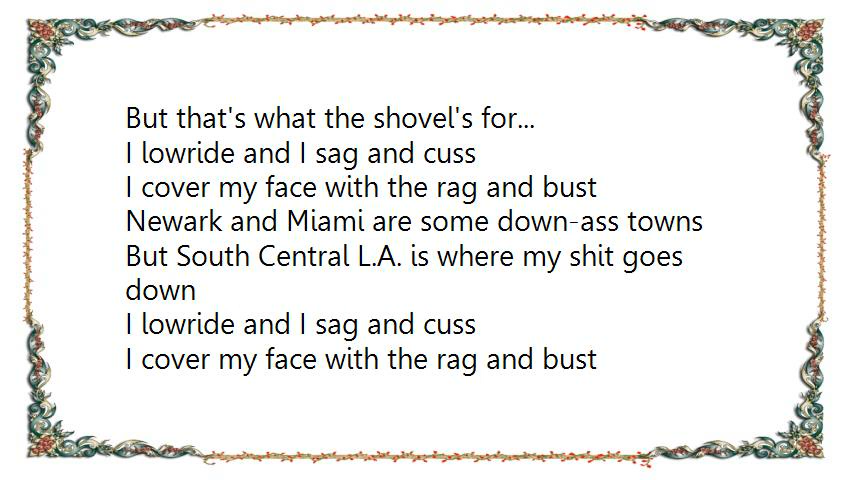 But that's what the shovel's for...
I lowride and I sag and cuss
I cover my face with the rag and bust
Newark and Miami are some down-ass towns
But South Central L.A. is where my shit goes
down
I lowride and I sag and cuss
I cover my face with the rag and bust